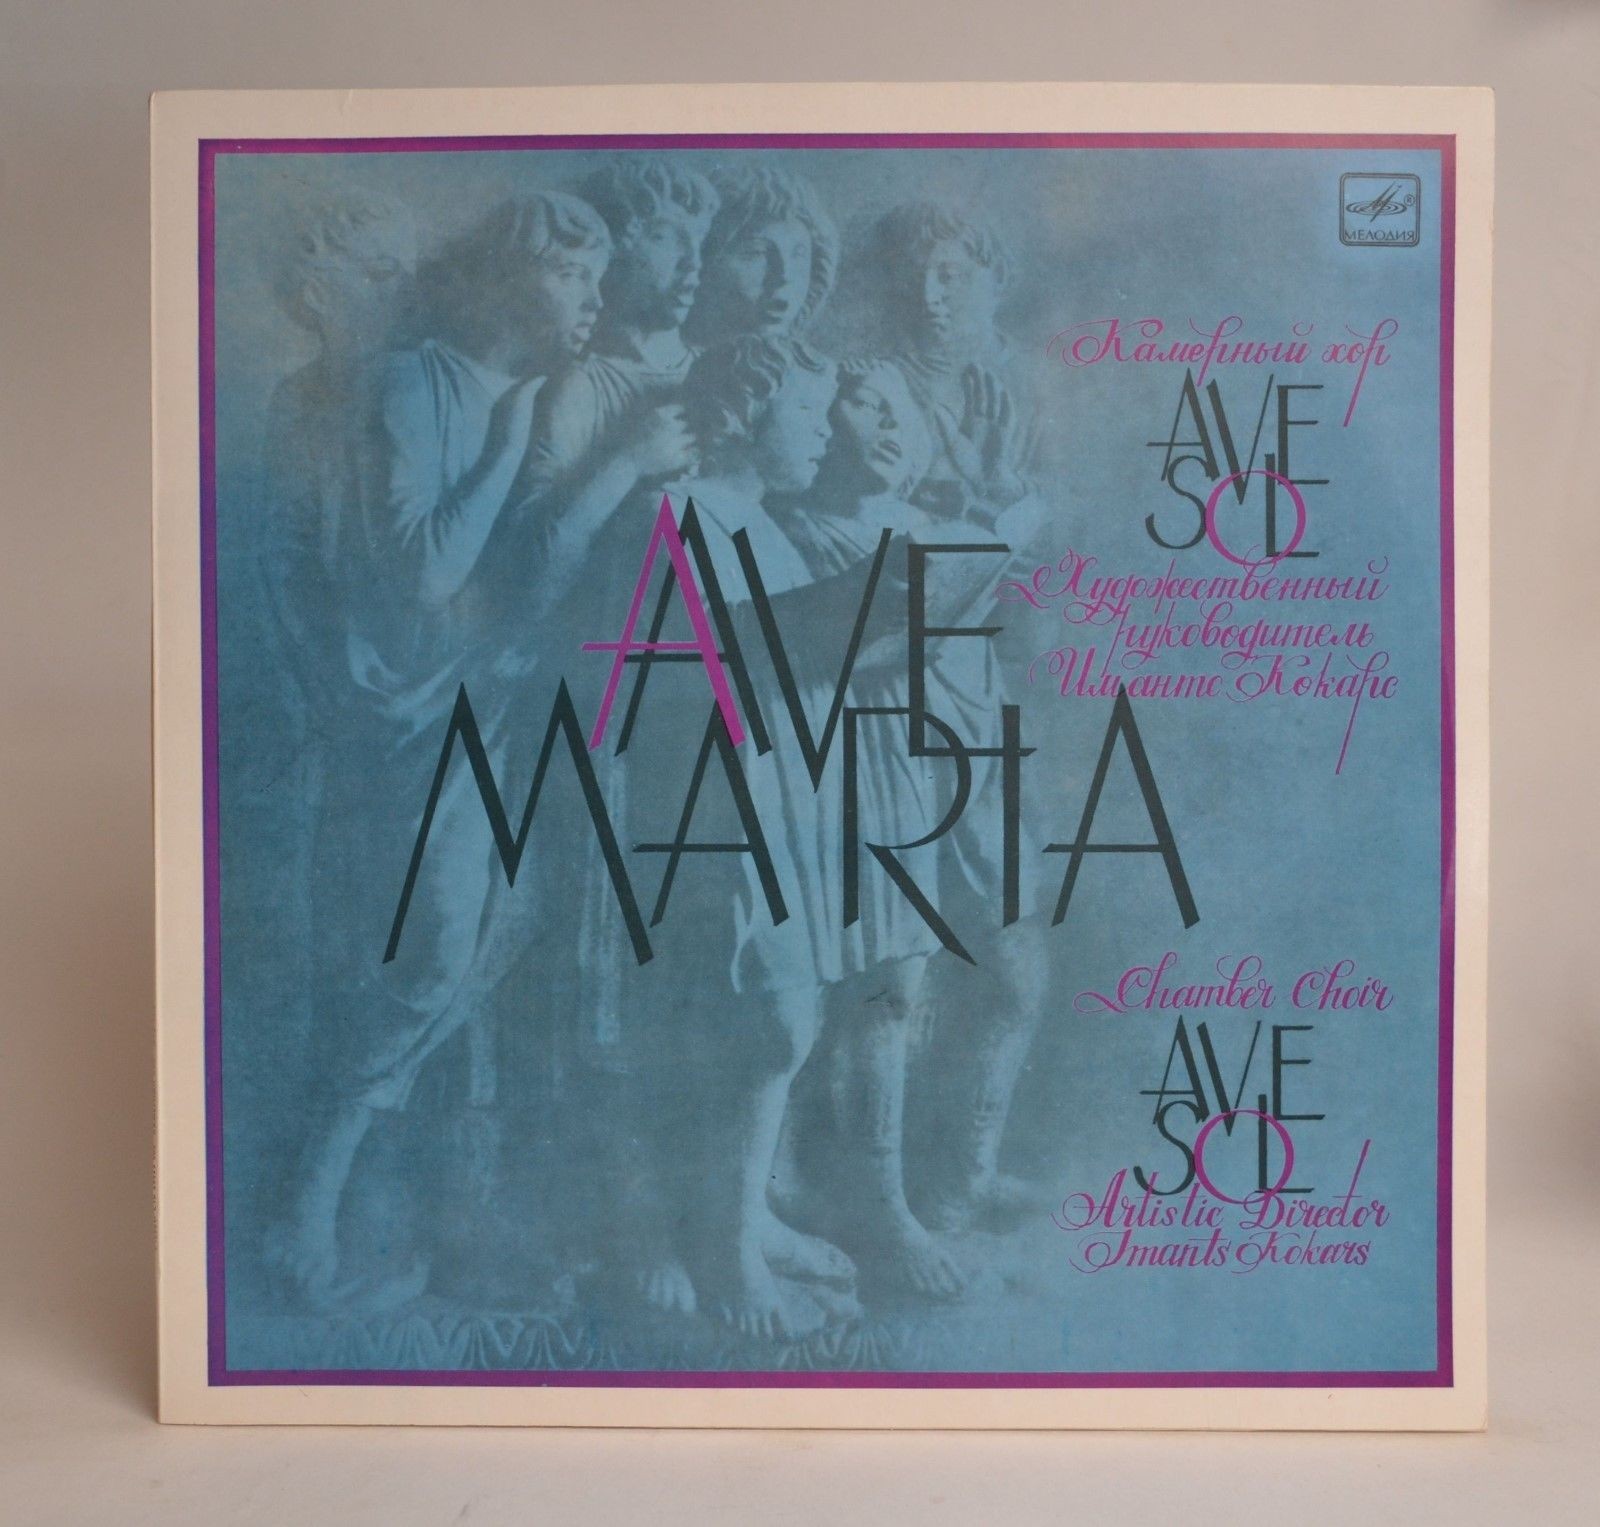 МЕЛОДИЯ
Камерный хор
AVE
SOL
Художественный
руководитель
Имантс Кокарс
AVE
MARIA
Chamber Choir
AVE
SOL
Artistic Director
Imants Kokars